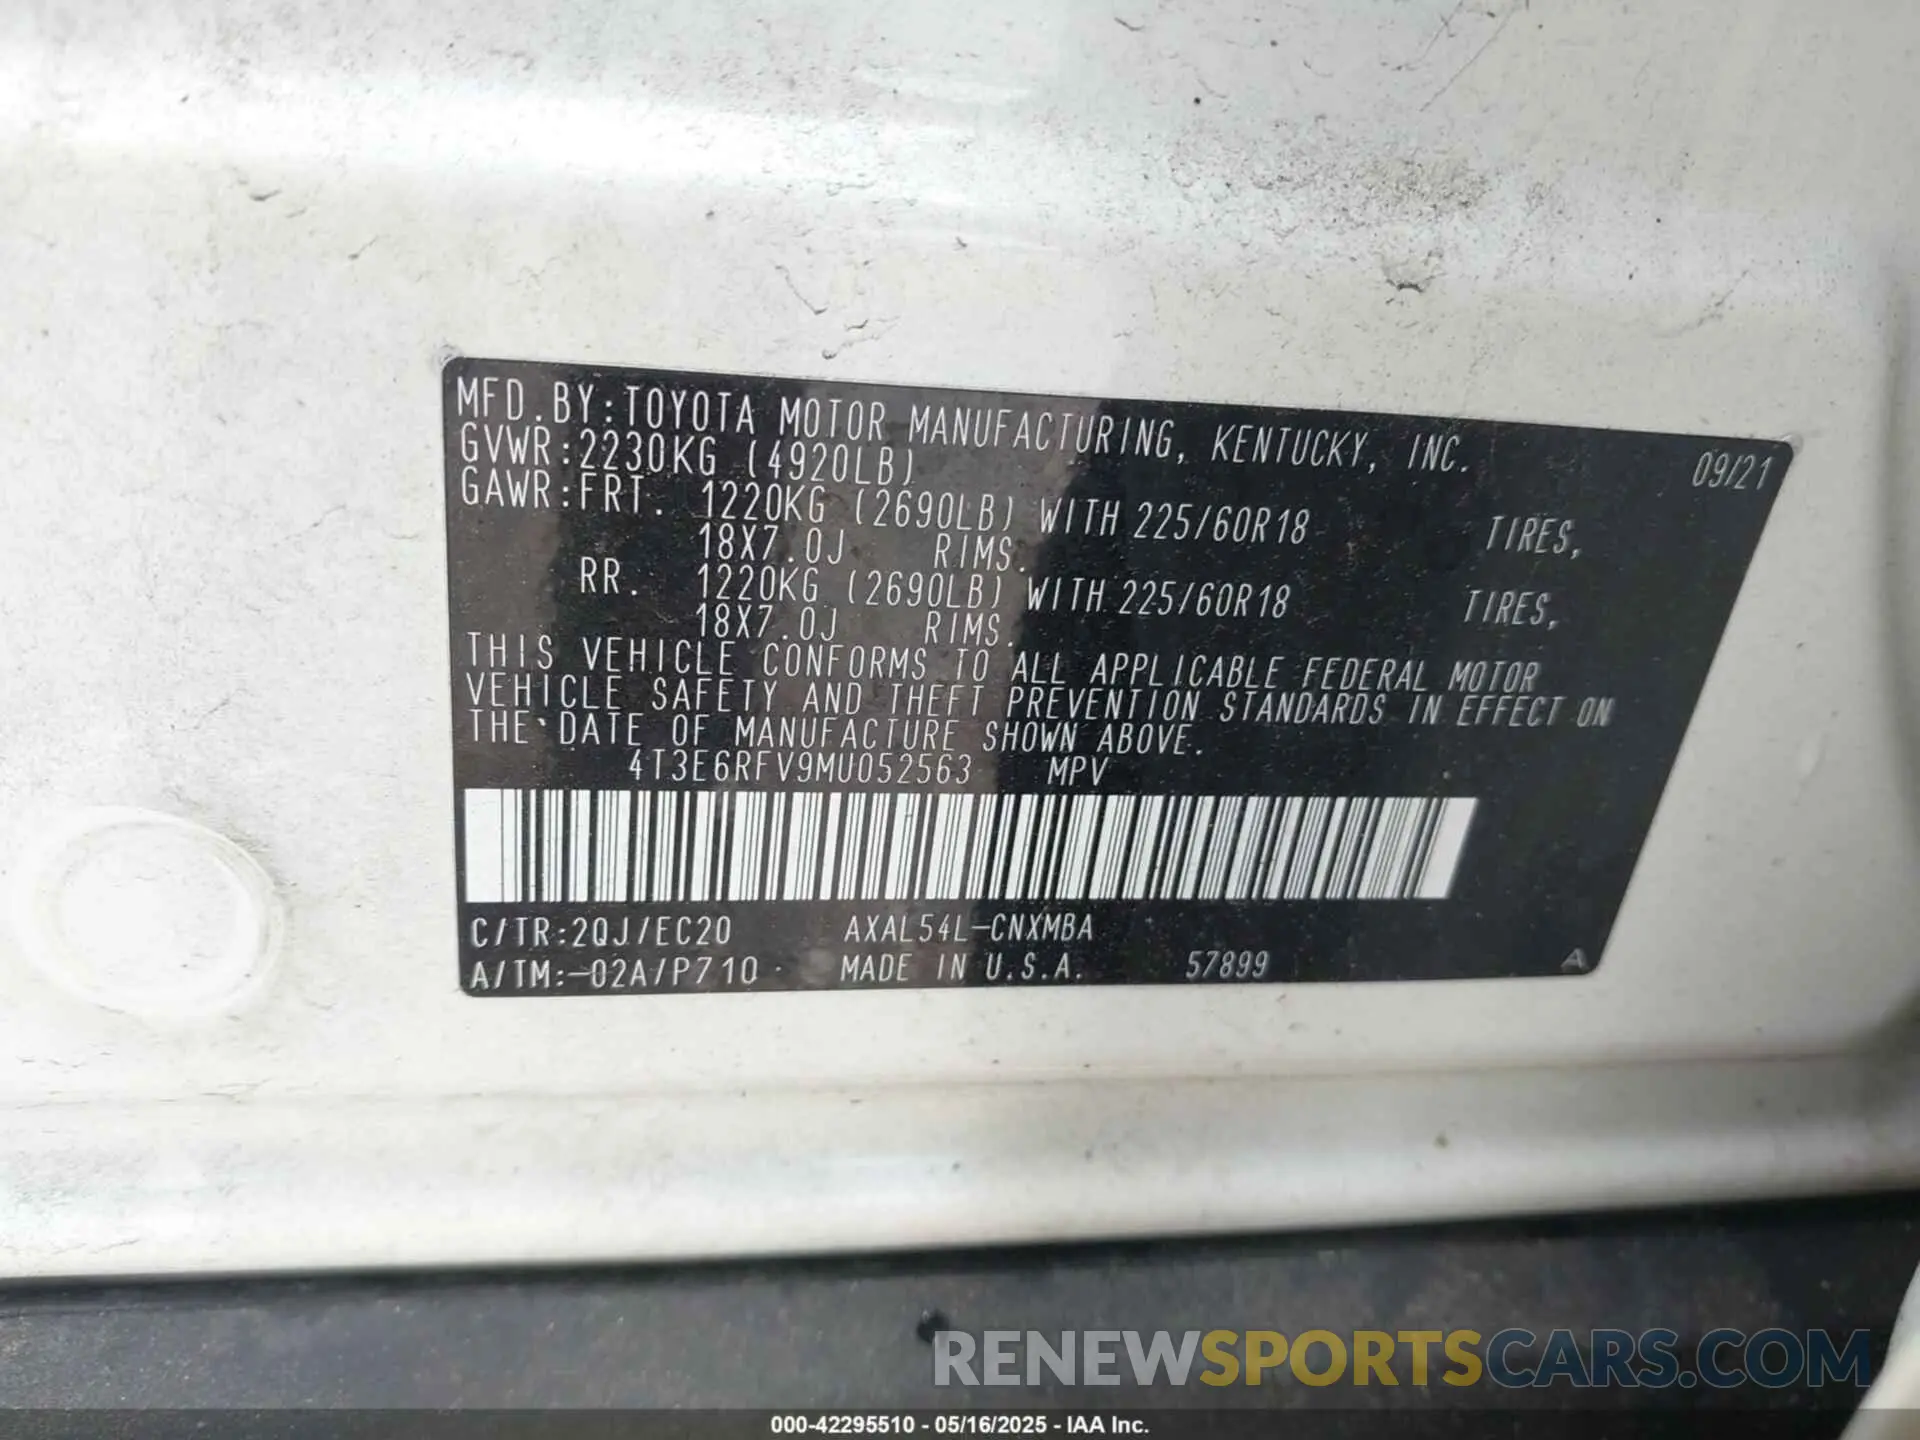 MFD.BY:TOYOTA MOTOR MANUFACTURING, KENTUCKY, INC. 09/21
GVWR:2230KG (4920LB)
GAWR:FRT. 1220KG (2690LB) WITH 225/60R18 TIRES,
18X7.0J RIMS.
RR. 1220KG (2690LB) WITH 225/60R18 TIRES,
18X7.0J RIMS.
THIS VEHICLE CONFORMS TO ALL APPLICABLE FEDERAL MOTOR
VEHICLE SAFETY AND THEFT PREVENTION STANDARDS IN EFFECT ON
THE DATE OF MANUFACTURE SHOWN ABOVE.
4T3E6RFV9MU052563 MPV
C/TR:2QJ/EC20 AXAL54L-CNXMBA
A/TM:-02A/P710 MADE IN U.S.A. 57899 A
RENEWSPORTSCARS.COM
000-42295510 - 05/16/2025 - IAA Inc.